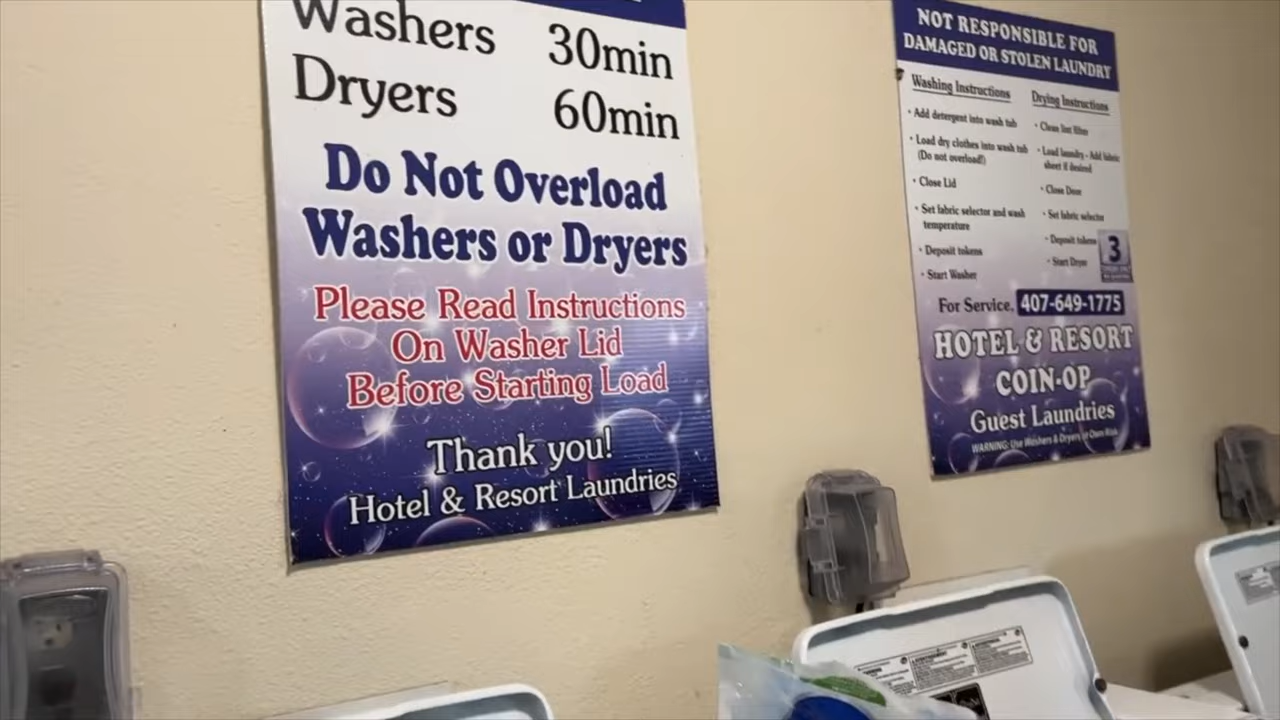 Washers 30min
Dryers 60min
Do Not Overload
Washers or Dryers
Please Read Instructions
On Washer Lid
Before Starting Load
Thank you!
Hotel & Resort Laundries
NOT RESPONSIBLE FOR
DAMAGED OR STOLEN LAUNDRY
Washing Instructions
• Add detergent into wash tub
• Load dry clothes into wash tub
(Do not overload!)
• Close Lid
• Set fabric selector and wash
temperature
• Deposit tokens
• Start Washer
Drying Instructions
• Clean lint filter
• Load laundry - Add fabric
sheet if desired
• Close Door
• Set fabric selector
• Deposit tokens
• Start Dryer
3
For Service. 407-649-1775
HOTEL & RESORT
COIN-OP
Guest Laundries
WARNING: Use Washers & Dryers at Own Risk